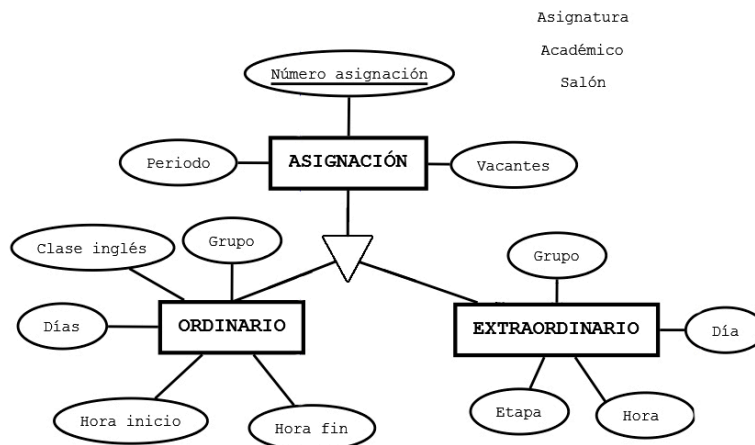 Asignatura
Académico
Salón
Número asignación
Periodo
ASIGNACIÓN
Vacantes
Clase inglés
Grupo
Grupo
Días
ORDINARIO
EXTRAORDINARIO
Día
Hora inicio
Hora fin
Etapa
Hora